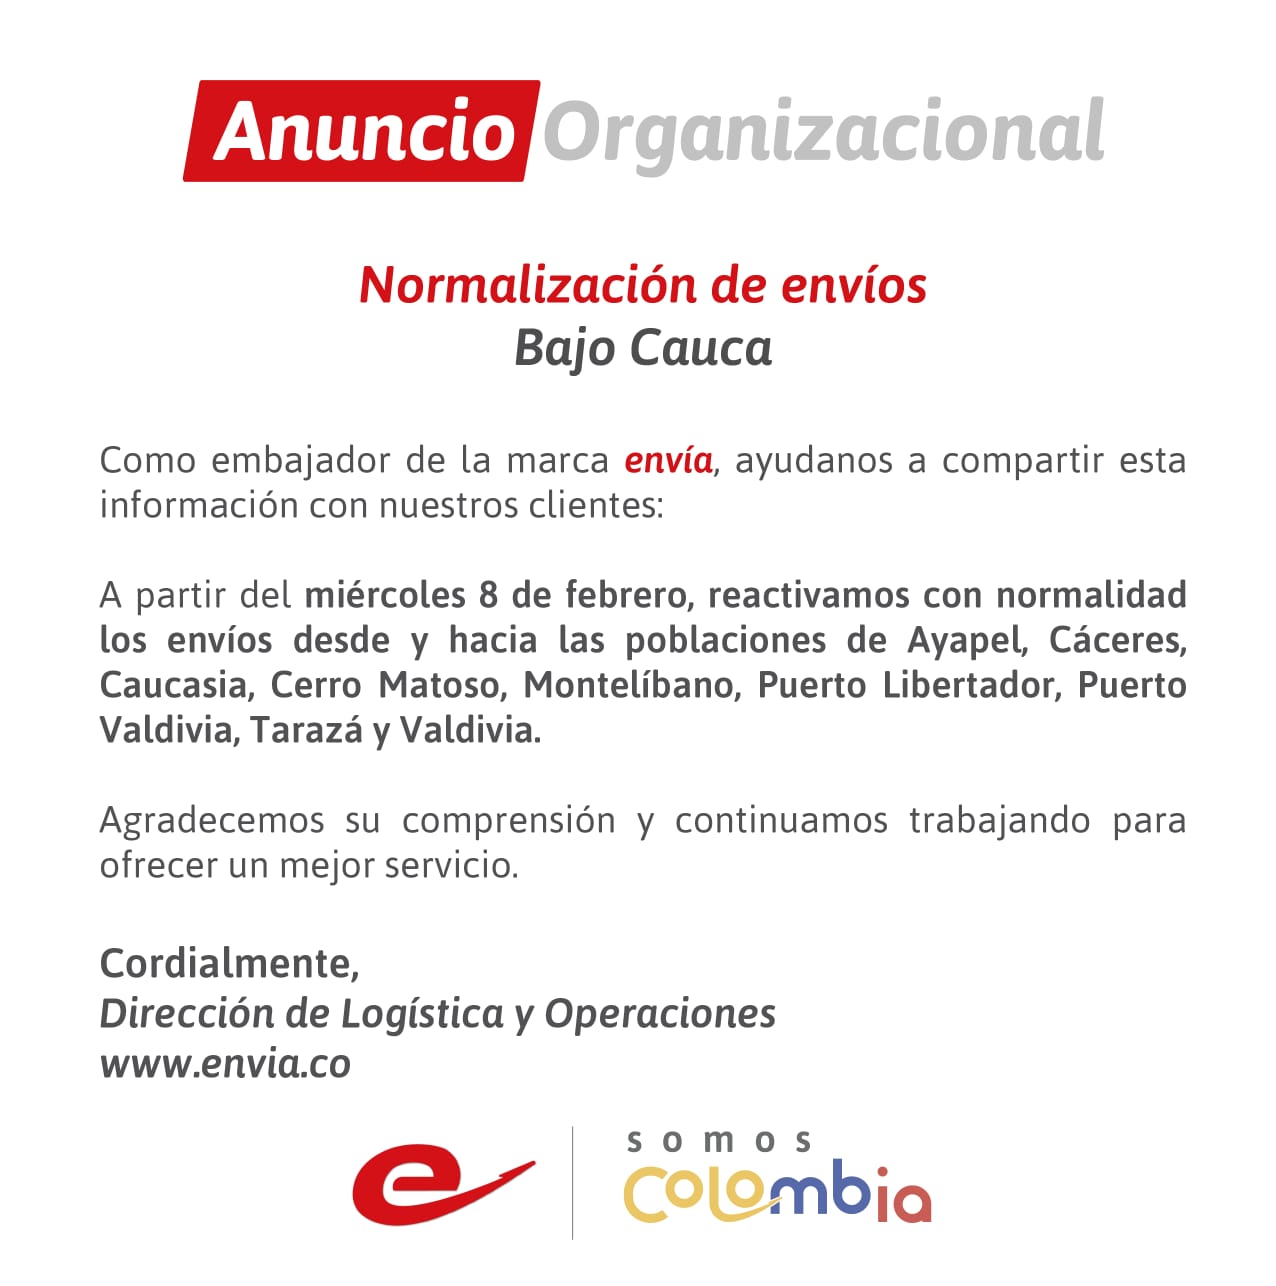 Anuncio Organizacional
Normalización de envíos
Bajo Cauca
Como embajador de la marca envía, ayudanos a compartir esta
información con nuestros clientes:
A partir del miércoles 8 de febrero, reactivamos con normalidad
los envíos desde y hacia las poblaciones de Ayapel, Cáceres,
Caucasia, Cerro Matoso, Montelíbano, Puerto Libertador, Puerto
Valdivia, Tarazá y Valdivia.
Agradecemos su comprensión y continuamos trabajando para
ofrecer un mejor servicio.
Cordialmente,
Dirección de Logística y Operaciones
www.envia.co
e
somos
Colombia